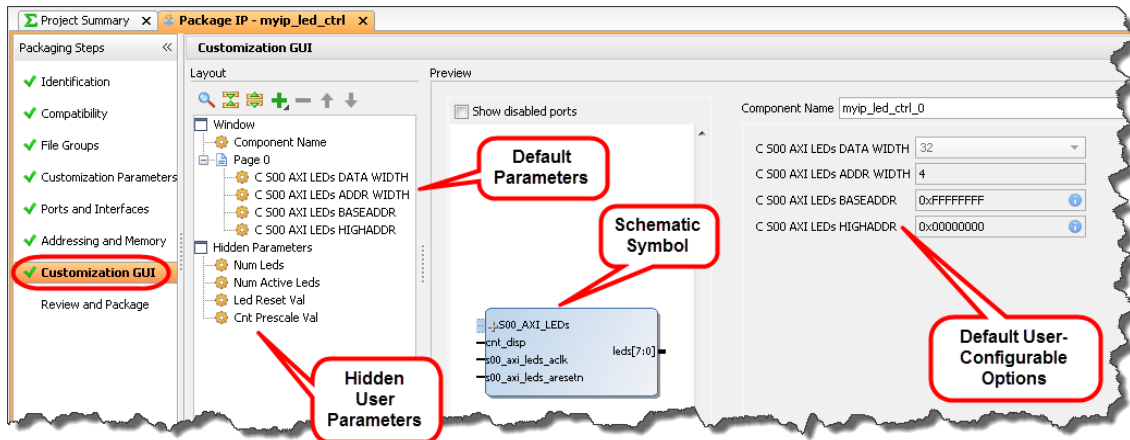 Project Summary
Package IP - myip_led_ctrl
Packaging Steps
Identification
Compatibility
File Groups
Customization Parameters
Ports and Interfaces
Addressing and Memory
Customization GUI
Review and Package
Customization GUI
Layout
Window
Component Name
Page 0
C S00 AXI LEDs DATA WIDTH
C S00 AXI LEDs ADDR WIDTH
C S00 AXI LEDs BASEADDR
C S00 AXI LEDs HIGHADDR
Hidden Parameters
Num Leds
Num Active Leds
Led Reset Val
Cnt Prescale Val
Hidden
User
Parameters
Preview
Show disabled ports
Default
Parameters
Schematic
Symbol
S00_AXI_LEDs
cnt_disp
s00_axi_leds_aclk
s00_axi_leds_aresetn
leds[7:0]
Component Name myip_led_ctrl_0
C S00 AXI LEDs DATA WIDTH 32
C S00 AXI LEDs ADDR WIDTH 4
C S00 AXI LEDs BASEADDR 0xFFFFFFFF
C S00 AXI LEDs HIGHADDR 0x00000000
Default User-
Configurable
Options